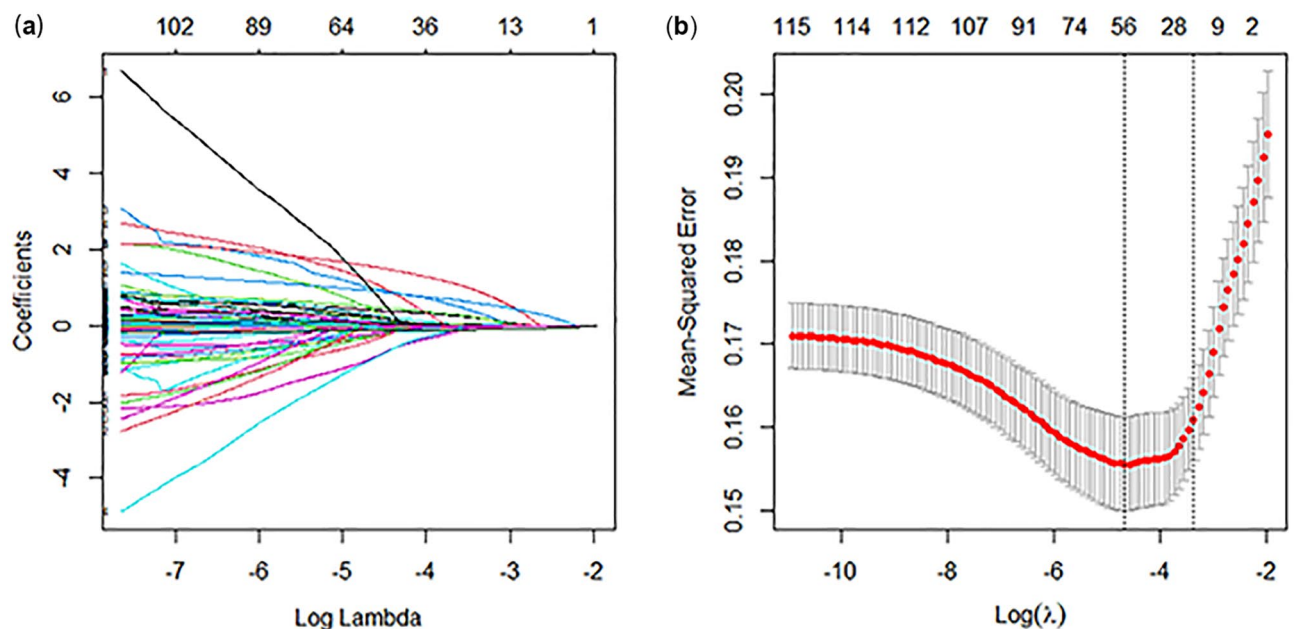 (a)
102 89 64 36 13 1
6
4
2
0
-2
-4
Coefficients
-7 -6 -5 -4 -3 -2
Log Lambda
(b)
115 114 112 107 91 74 56 28 9 2
0.20
0.19
0.18
0.17
0.16
0.15
Mean-Squared Error
-10 -8 -6 -4 -2
Log(λ)